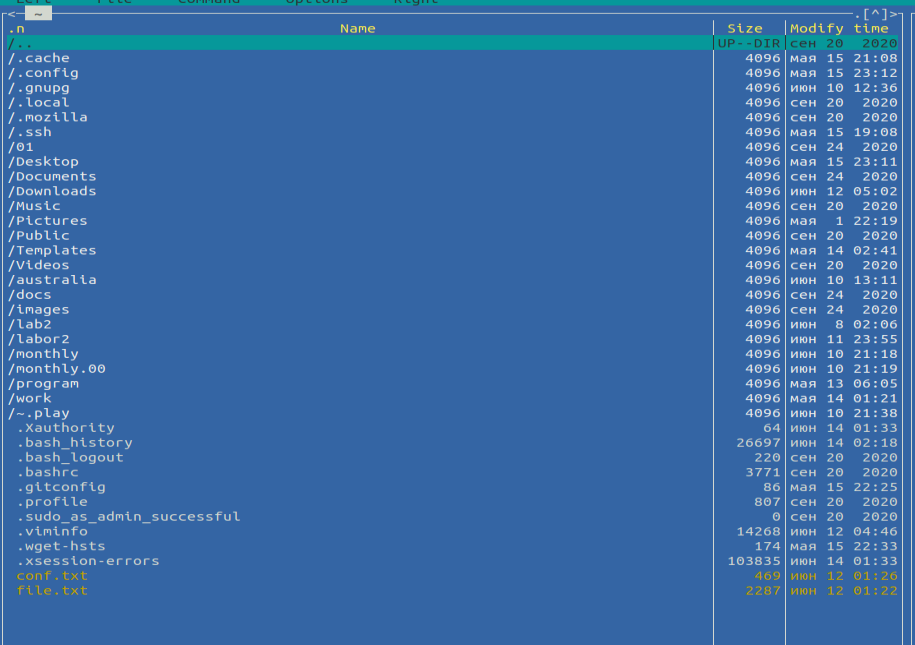 Left File Command Options Right
<- ~ .[^]>
.n Name Size Modify time
/.. UP--DIR сен 20 2020
/.cache 4096 мая 15 21:08
/.config 4096 мая 15 23:12
/.gnupg 4096 июн 10 12:36
/.local 4096 сен 20 2020
/.mozilla 4096 сен 20 2020
/.ssh 4096 мая 15 19:08
/01 4096 сен 24 2020
/Desktop 4096 мая 15 23:11
/Documents 4096 сен 24 2020
/Downloads 4096 июн 12 05:02
/Music 4096 сен 20 2020
/Pictures 4096 мая 1 22:19
/Public 4096 сен 20 2020
/Templates 4096 мая 14 02:41
/Videos 4096 сен 20 2020
/australia 4096 июн 10 13:11
/docs 4096 сен 24 2020
/images 4096 сен 24 2020
/lab2 4096 июн 8 02:06
/labor2 4096 июн 11 23:55
/monthly 4096 июн 10 21:18
/monthly.00 4096 июн 10 21:19
/program 4096 мая 13 06:05
/work 4096 мая 14 01:21
/~.play 4096 июн 10 21:38
.Xauthority 64 июн 14 01:33
.bash_history 26697 июн 14 02:18
.bash_logout 220 сен 20 2020
.bashrc 3771 сен 20 2020
.gitconfig 86 мая 15 22:25
.profile 807 сен 20 2020
.sudo_as_admin_successful 0 сен 20 2020
.viminfo 14268 июн 12 04:46
.wget-hsts 174 мая 15 22:33
.xsession-errors 103835 июн 14 01:33
conf.txt 469 июн 12 01:26
file.txt 2287 июн 12 01:22